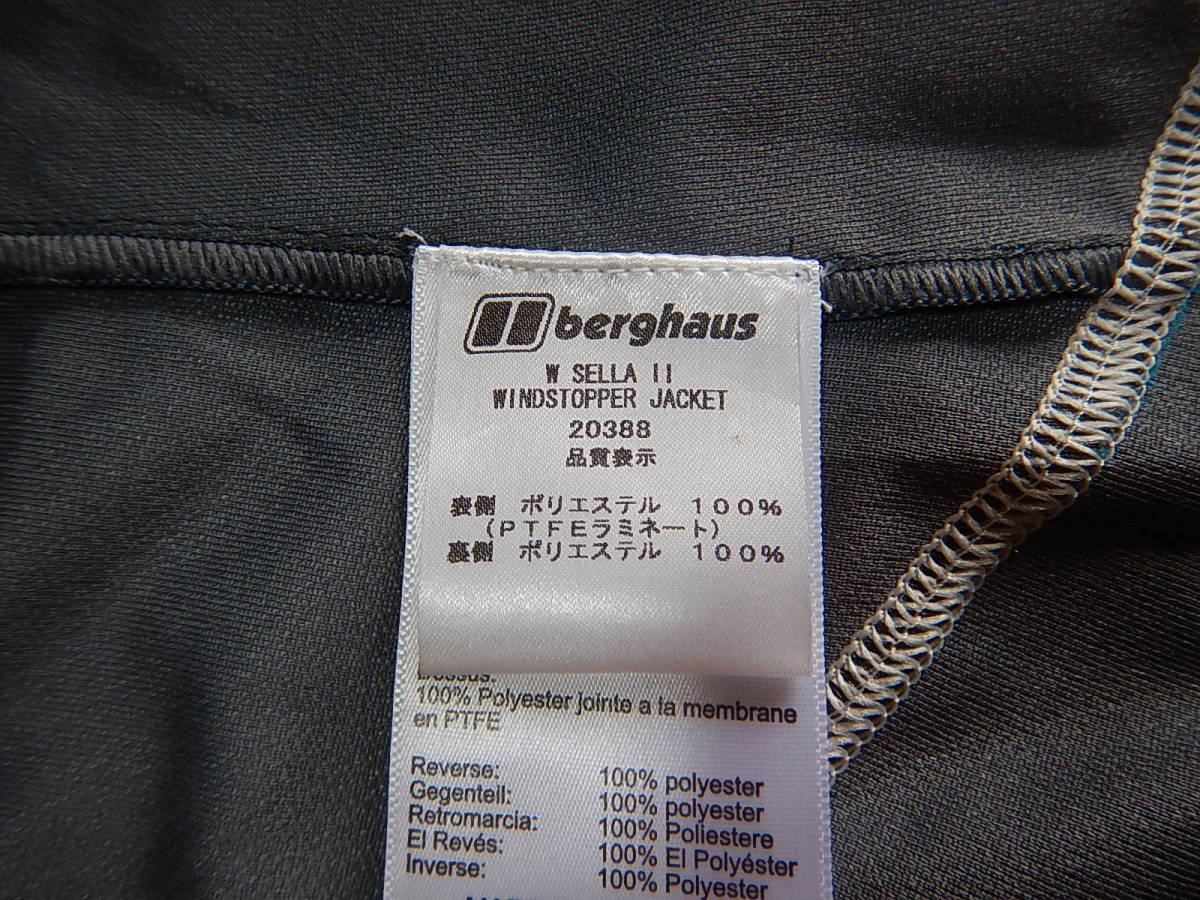 berghaus
W SELLA II
WINDSTOPPER JACKET
20388
品質表示
表側 ポリエステル 100%
(PTFEラミネート)
裏側 ポリエステル 100%
Dessus:
100% Polyester jointe a la membrane
en PTFE
Reverse: 100% polyester
Gegenteil: 100% polyester
Retromarcia: 100% Poliestere
El Revés: 100% El Polyéster
Inverse: 100% Polyester